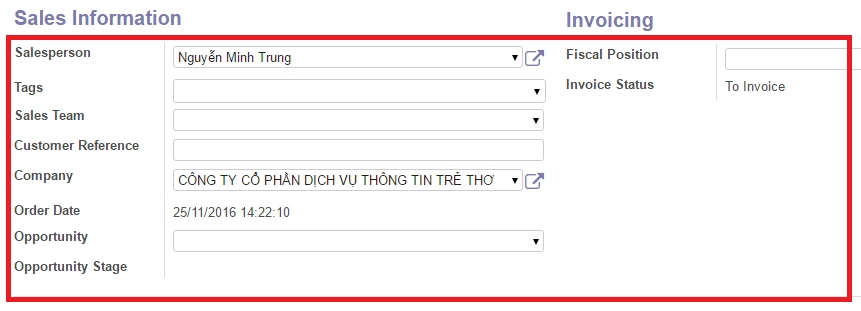 Sales Information
Salesperson
Nguyễn Minh Trung
Tags
Sales Team
Customer Reference
Company
CÔNG TY CỔ PHẦN DỊCH VỤ THÔNG TIN TRẺ THƠ
Order Date
25/11/2016 14:22:10
Opportunity
Opportunity Stage
Invoicing
Fiscal Position
Invoice Status
To Invoice